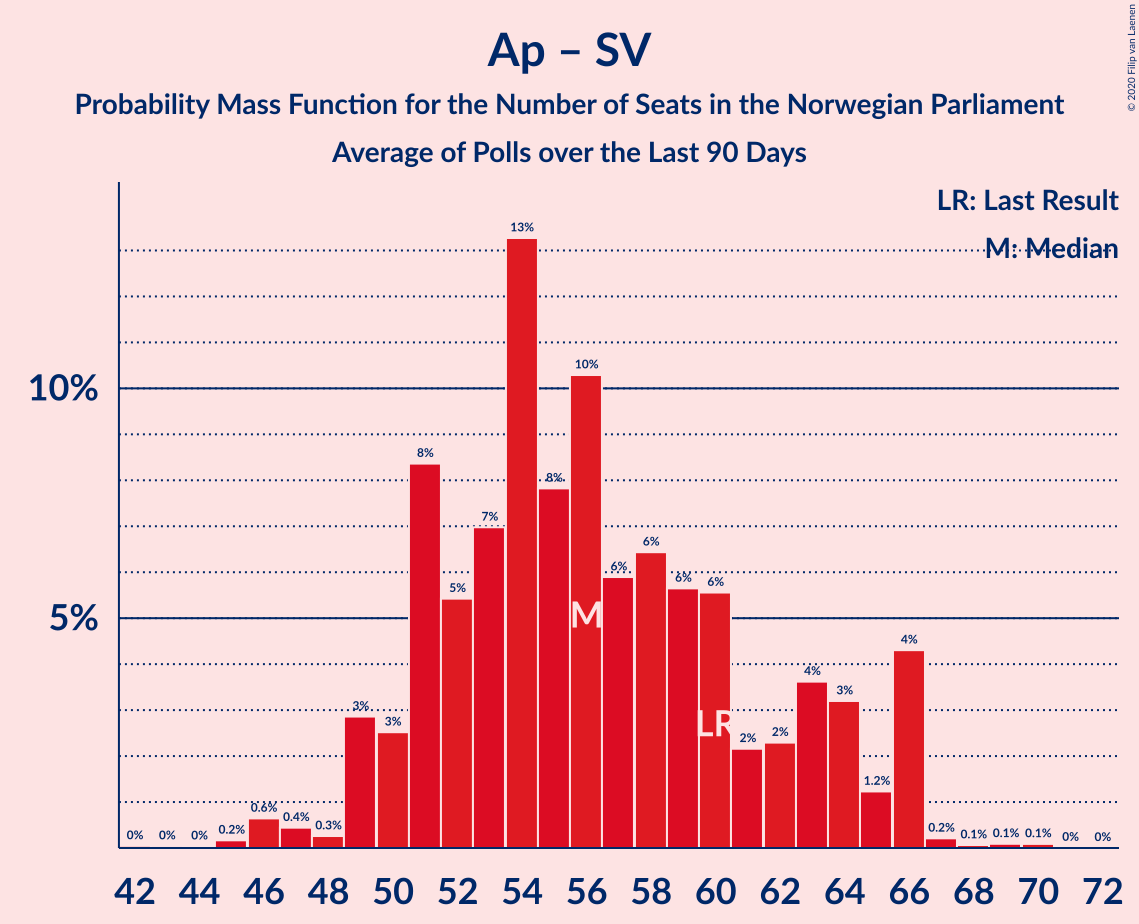 Ap – SV
Probability Mass Function for the Number of Seats in the Norwegian Parliament
Average of Polls over the Last 90 Days
© 2020 Filip van Laenen
LR: Last Result
M: Median
10%
5%
0% 0% 0% 0.2% 0.6% 0.4% 0.3% 3% 3% 8% 5% 7% 13% 8% 10% 6% 6% 6% 6% 2% 2% 4% 3% 1.2% 4% 0.2% 0.1% 0.1% 0.1% 0% 0%
M
LR
42 44 46 48 50 52 54 56 58 60 62 64 66 68 70 72